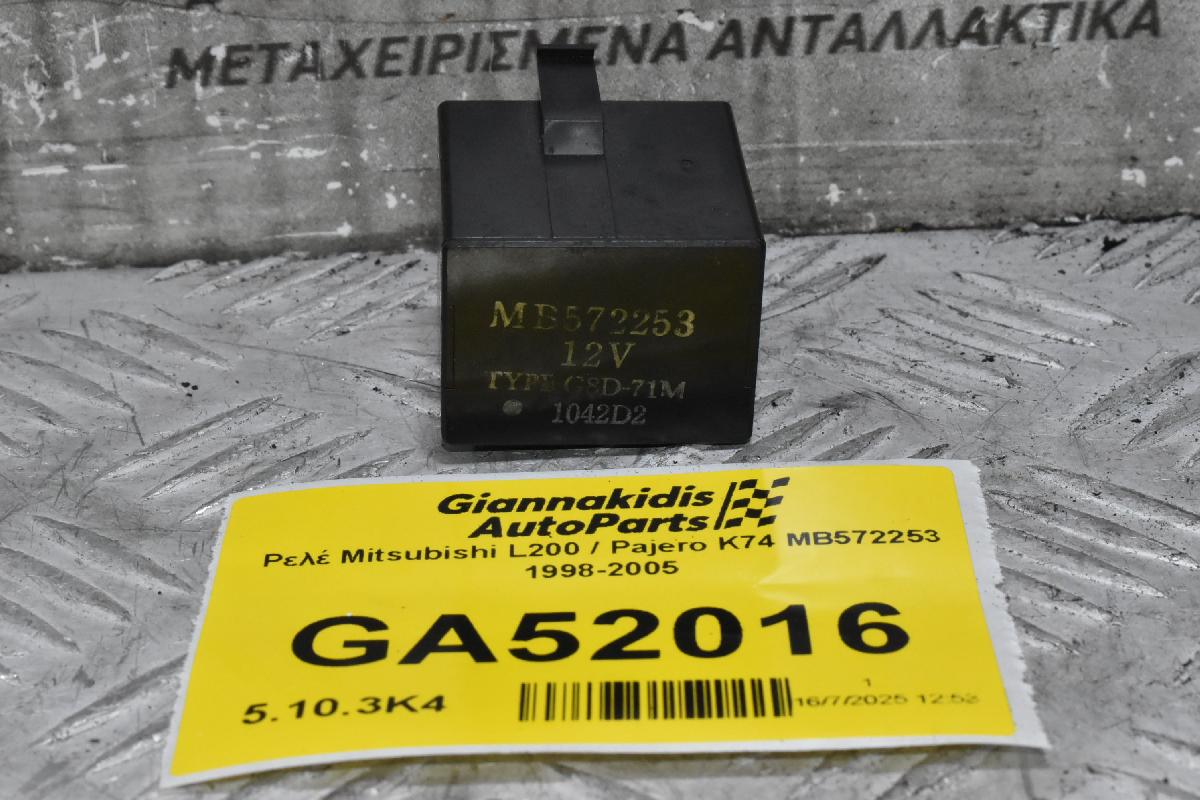 ΜΕΤΑΧΕΙΡΙΣΜΕΝΑ ΑΝΤΑΛΛΑΚΤΙΚΑ
MB572253
12V
TYPE G8D-71M
1042D2
Giannakidis
AutoParts
Ρελέ Mitsubishi L200 / Pajero K74 MB572253
1998-2005
GA52016
5.10.3K4
1
16/7/2025 12:53